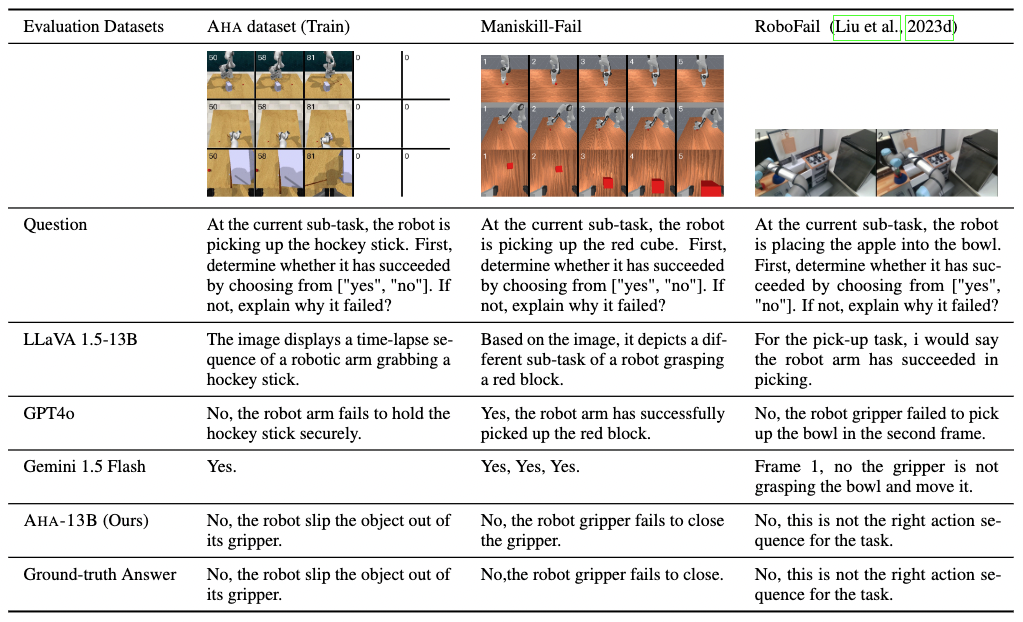 Evaluation Datasets AHA dataset (Train) Maniskill-Fail RoboFail (Liu et al., 2023d)
50 58 81 0 0
50 58 81 0 0
50 58 81 0 0
1 2 3 4 5
1 2 3 4 5
1 2 3 4 5
1 2
Question
At the current sub-task, the robot is
picking up the hockey stick. First,
determine whether it has succeeded
by choosing from ["yes", "no"]. If
not, explain why it failed?
At the current sub-task, the robot
is picking up the red cube. First,
determine whether it has succeeded
by choosing from ["yes", "no"]. If
not, explain why it failed?
At the current sub-task, the robot
is placing the apple into the bowl.
First, determine whether it has suc-
ceeded by choosing from ["yes",
"no"]. If not, explain why it failed?
LLaVA 1.5-13B
The image displays a time-lapse se-
quence of a robotic arm grabbing a
hockey stick.
Based on the image, it depicts a dif-
ferent sub-task of a robot grasping
a red block.
For the pick-up task, i would say
the robot arm has succeeded in
picking.
GPT4o
No, the robot arm fails to hold the
hockey stick securely.
Yes, the robot arm has successfully
picked up the red block.
No, the robot gripper failed to pick
up the bowl in the second frame.
Gemini 1.5 Flash
Yes.
Yes, Yes, Yes.
Frame 1, no the gripper is not
grasping the bowl and move it.
AHA-13B (Ours)
No, the robot slip the object out of
its gripper.
No, the robot gripper fails to close
the gripper.
No, this is not the right action se-
quence for the task.
Ground-truth Answer
No, the robot slip the object out of
its gripper.
No,the robot gripper fails to close.
No, this is not the right action se-
quence for the task.